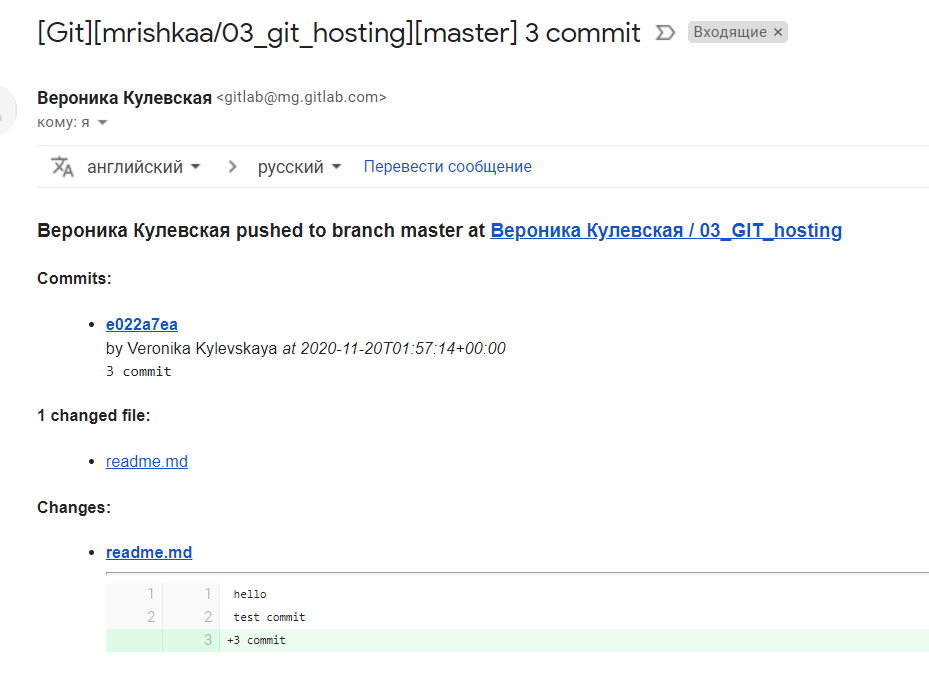 [Git][mrishkaa/03_git_hosting][master] 3 commit Входящие ×
Вероника Кулевская <gitlab@mg.gitlab.com>
кому: я
английский > русский Перевести сообщение
Вероника Кулевская pushed to branch master at Вероника Кулевская / 03_GIT_hosting
Commits:
• e022a7ea
by Veronika Kylevskaya at 2020-11-20T01:57:14+00:00
3 commit
1 changed file:
• readme.md
Changes:
• readme.md
1 1 hello
2 2 test commit
3 +3 commit